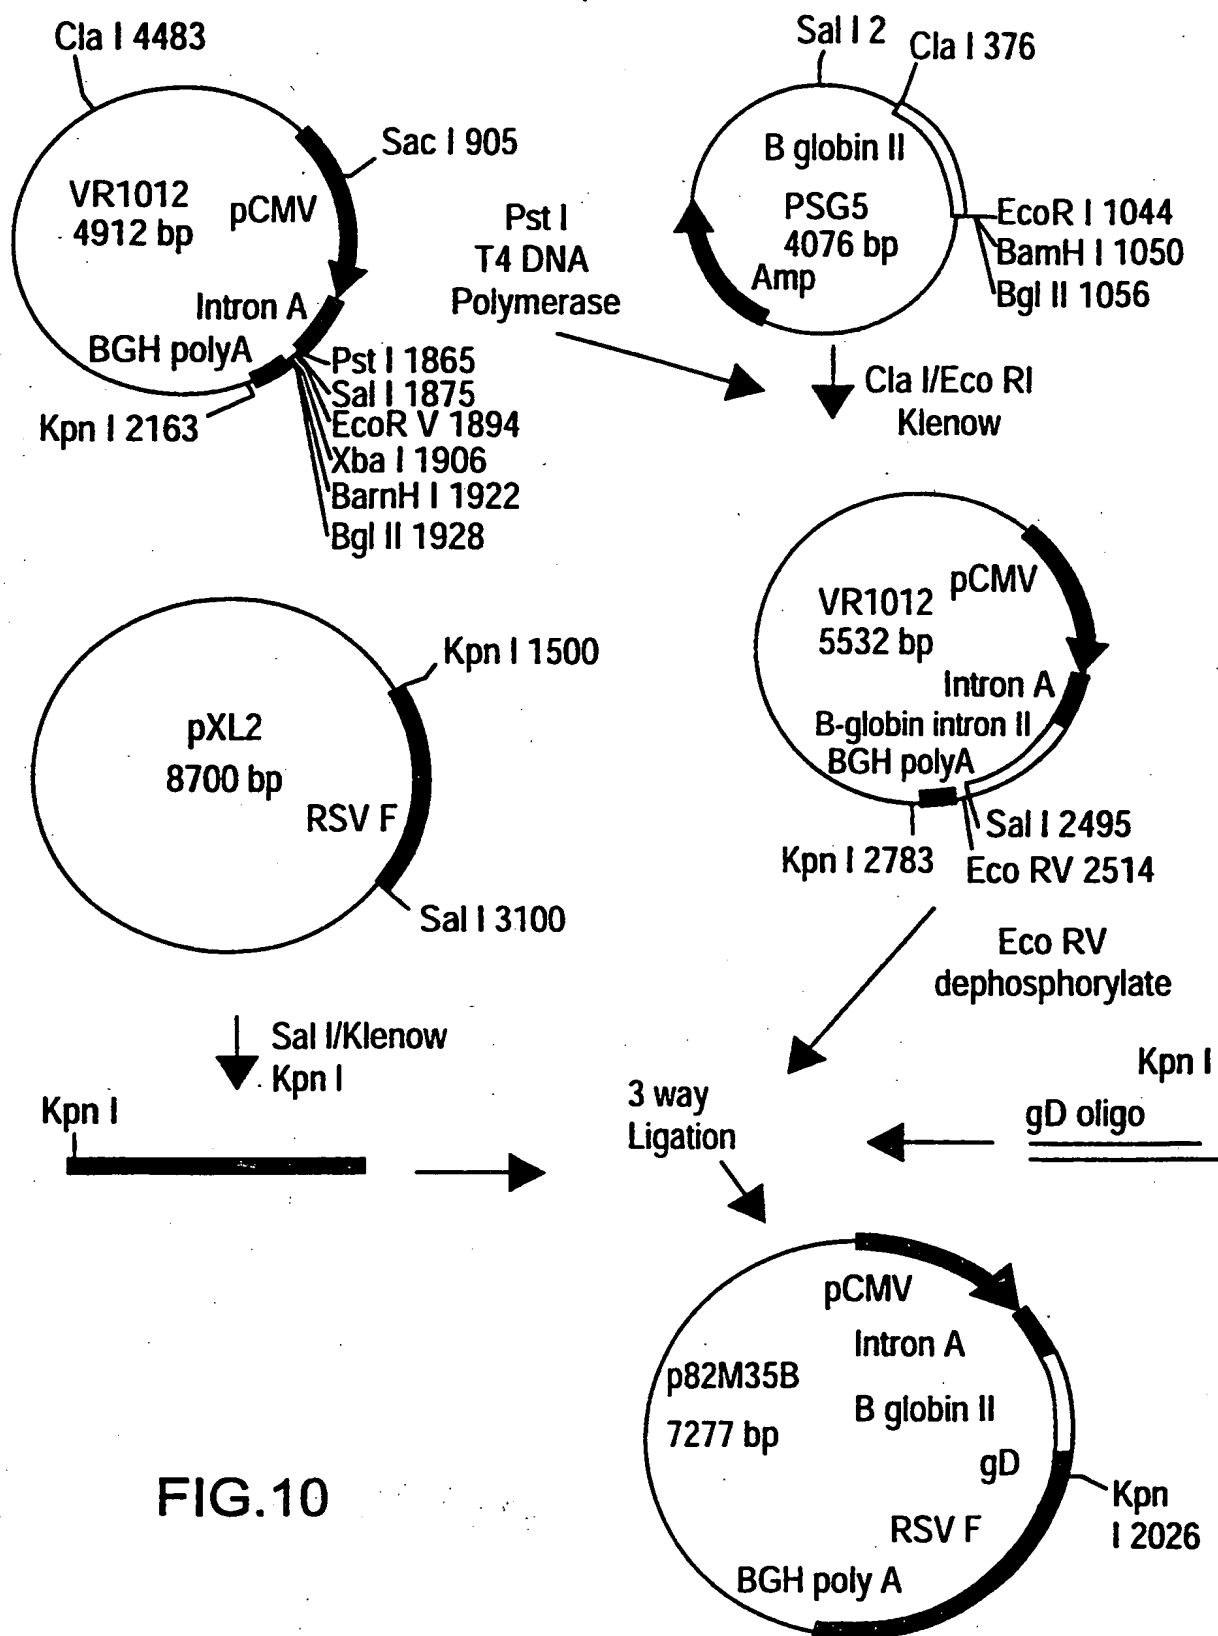 Cla I 4483
Sac I 905
VR1012
4912 bp
pCMV
Intron A
BGH polyA
Pst I 1865
Sal I 1875
EcoR V 1894
Xba I 1906
BarnH I 1922
Bgl II 1928
Kpn I 2163
Pst I
T4 DNA
Polymerase
Sal I 2
Cla I 376
B globin II
PSG5
4076 bp
Amp
EcoR I 1044
BamH I 1050
Bgl II 1056
Cla I/Eco RI
Klenow
pXL2
8700 bp
RSV F
Kpn I 1500
Sal I 3100
VR1012
5532 bp
pCMV
Intron A
B-globin intron II
BGH polyA
Sal I 2495
Kpn I 2783
Eco RV 2514
Eco RV
dephosphorylate
Sal I/Klenow
Kpn I
Kpn I
3 way
Ligation
Kpn I
gD oligo
pCMV
Intron A
p82M35B
7277 bp
B globin II
gD
Kpn
I 2026
RSV F
BGH poly A
FIG.10